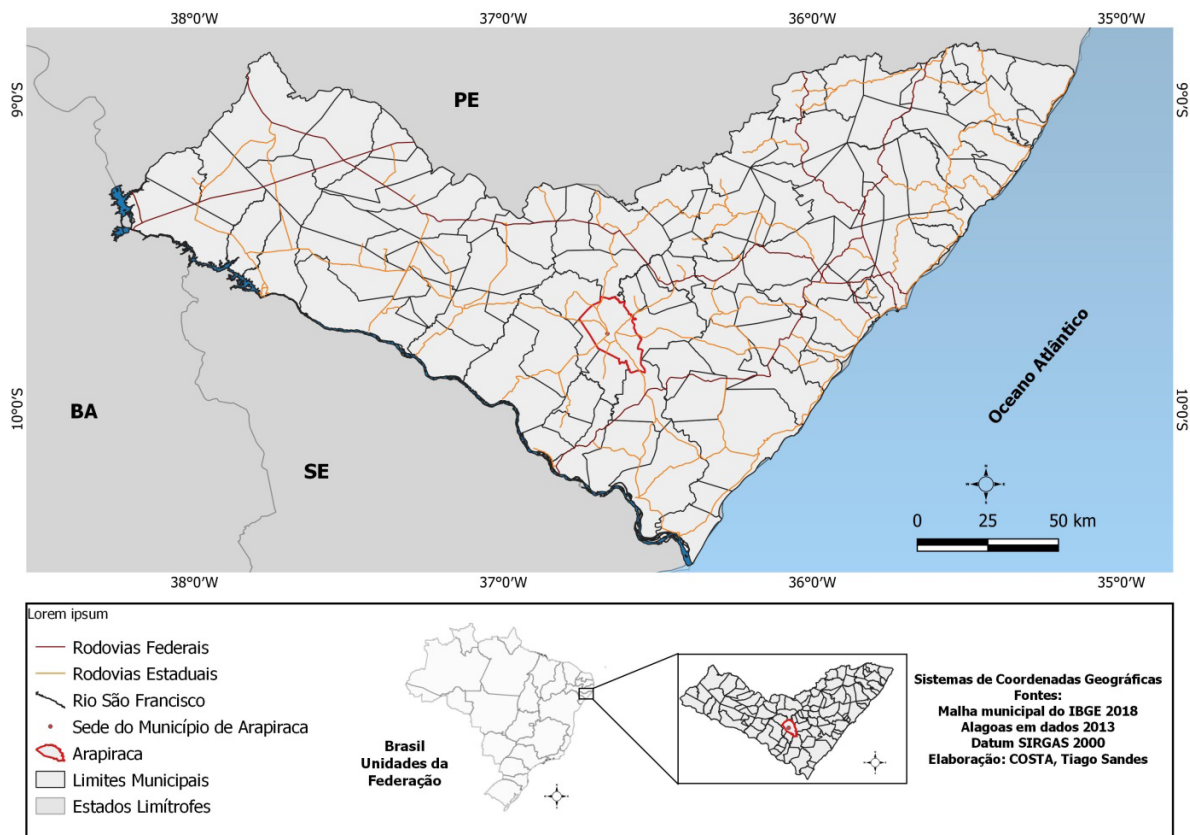 38°0'W 37°0'W 36°0'W 35°0'W
9°0'S
9°0'S
PE
BA
SE
Oceano Atlântico
10°0'S
10°0'S
0 25 50 km
38°0'W 37°0'W 36°0'W 35°0'W
Lorem ipsum
Rodovias Federais
Rodovias Estaduais
Rio São Francisco
Sede do Município de Arapiraca
Arapiraca
Limites Municipais
Estados Limítrofes
Brasil
Unidades da
Federação
Sistemas de Coordenadas Geográficas
Fontes:
Malha municipal do IBGE 2018
Alagoas em dados 2013
Datum SIRGAS 2000
Elaboração: COSTA, Tiago Sandes